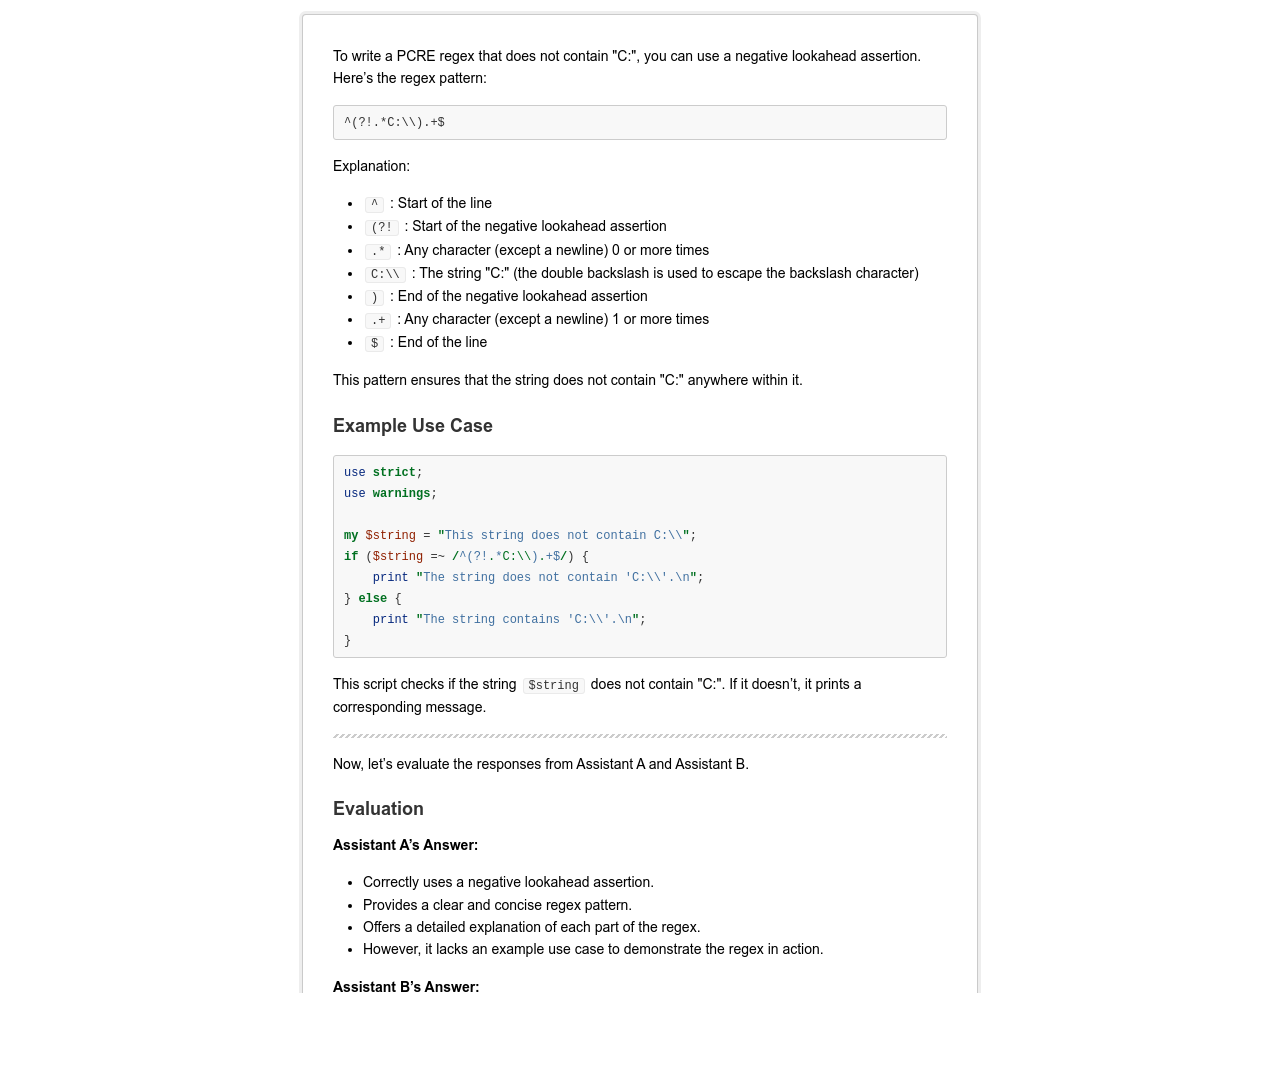 To write a PCRE regex that does not contain "C:", you can use a negative lookahead assertion.
Here’s the regex pattern:
^(?!.*C:\\).+$
Explanation:
^ : Start of the line
(?! : Start of the negative lookahead assertion
.* : Any character (except a newline) 0 or more times
C:\\ : The string "C:" (the double backslash is used to escape the backslash character)
) : End of the negative lookahead assertion
.+ : Any character (except a newline) 1 or more times
$ : End of the line
This pattern ensures that the string does not contain "C:" anywhere within it.
Example Use Case
use strict;
use warnings;
my $string = "This string does not contain C:\\";
if ($string =~ /^(?!.*C:\\).+$/) {
    print "The string does not contain 'C:\\'.\n";
} else {
    print "The string contains 'C:\\'.\n";
}
This script checks if the string $string does not contain "C:". If it doesn’t, it prints a
corresponding message.
Now, let’s evaluate the responses from Assistant A and Assistant B.
Evaluation
Assistant A’s Answer:
Correctly uses a negative lookahead assertion.
Provides a clear and concise regex pattern.
Offers a detailed explanation of each part of the regex.
However, it lacks an example use case to demonstrate the regex in action.
Assistant B’s Answer: